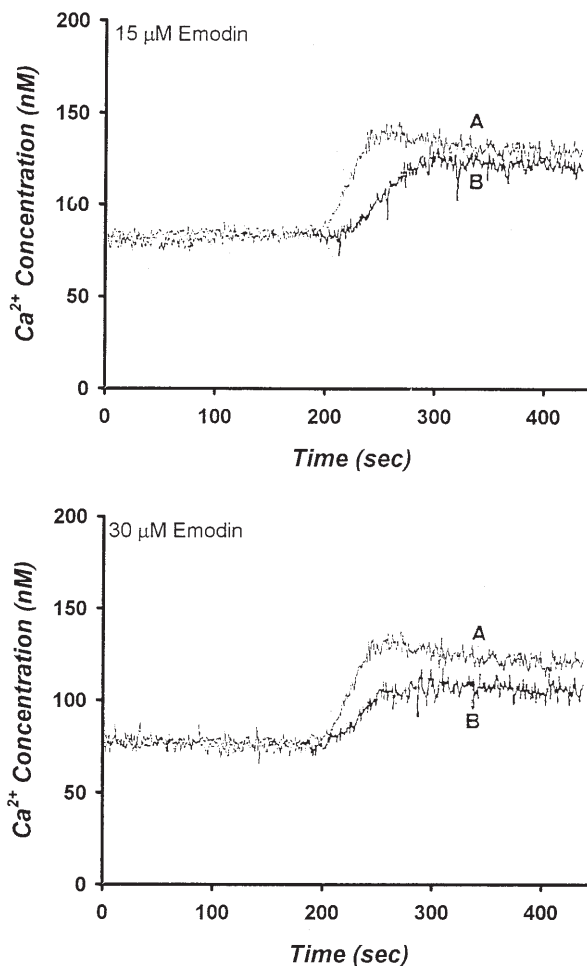 200
15 μM Emodin
150
A
100
B
50
0
0 100 200 300 400
Ca²⁺ Concentration (nM)
Time (sec)
200
30 μM Emodin
150
A
100
B
50
0
0 100 200 300 400
Ca²⁺ Concentration (nM)
Time (sec)